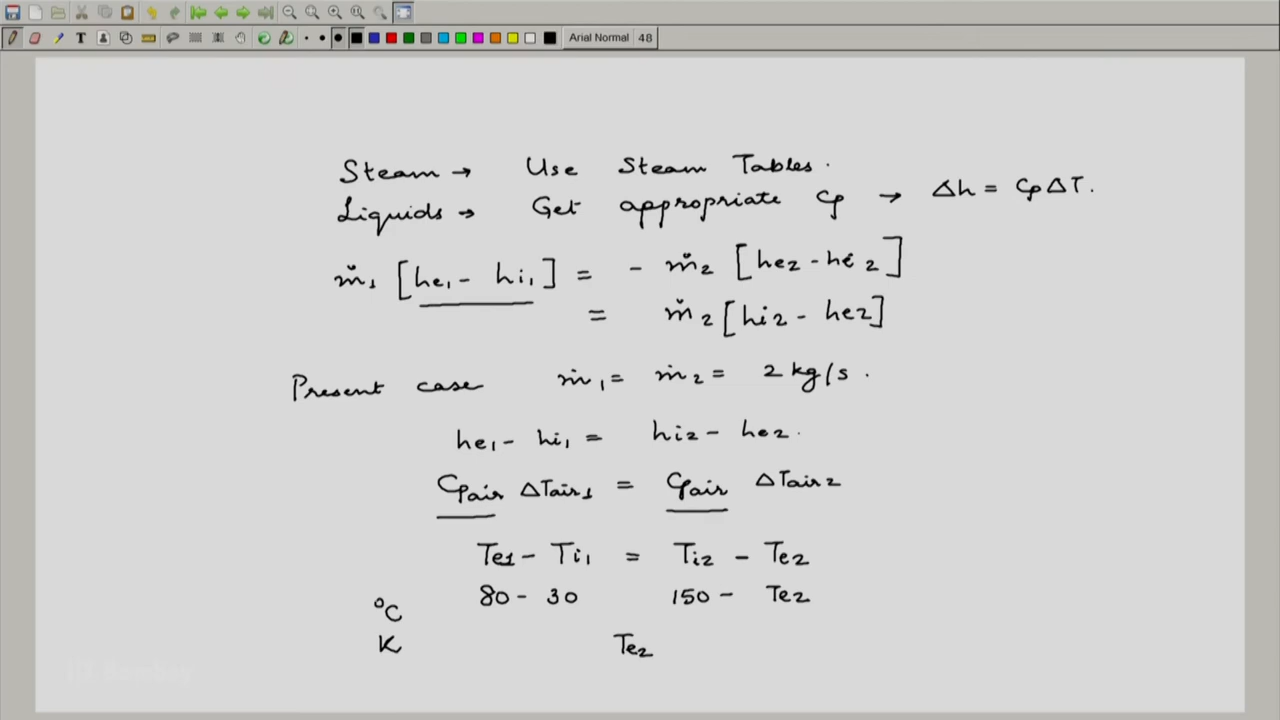 Arial Normal 48
Steam → Use Steam Tables.
Liquids → Get appropriate Cp → Δh = CpΔT.
ṁ₁ [he₁ - hi₁] = - ṁ₂ [he₂ - hi₂]
= ṁ₂ [hi₂ - he₂]
Present case ṁ₁ = ṁ₂ = 2 kg/s.
he₁ - hi₁ = hi₂ - he₂.
Cpair ΔTair₁ = Cpair ΔTair₂
Te₁ - Ti₁ = Ti₂ - Te₂
80 - 30 150 - Te₂
°C
K Te₂